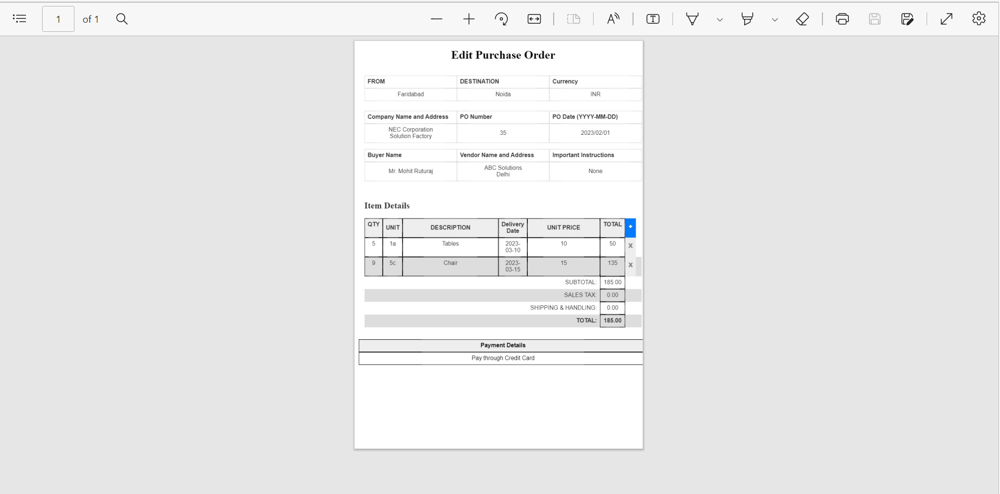 1 of 1
Edit Purchase Order
FROM DESTINATION Currency
Faridabad Noida INR
Company Name and Address PO Number PO Date (YYYY-MM-DD)
NEC Corporation
Solution Factory 35 2023/02/01
Buyer Name Vendor Name and Address Important Instructions
Mr. Mohit Ruturaj ABC Solutions
Delhi None
Item Details
QTY UNIT DESCRIPTION Delivery
Date UNIT PRICE TOTAL +
5 1a Tables 2023-
03-10 10 50 X
9 5c Chair 2023-
03-15 15 135 X
SUBTOTAL: 185.00
SALES TAX: 0.00
SHIPPING & HANDLING: 0.00
TOTAL: 185.00
Payment Details
Pay through Credit Card